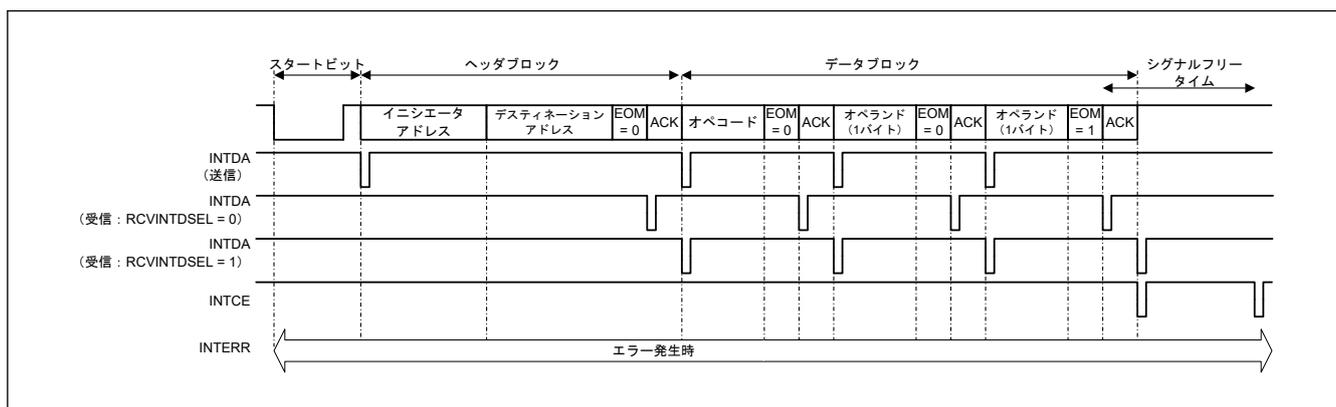 スタートビット
ヘッダブロック
データブロック
シグナルフリー
タイム
イニシエータ
アドレス
デスティネーション
アドレス
EOM
= 0
ACK
オペコード
EOM
= 0
ACK
オペランド
(1バイト)
EOM
= 0
ACK
オペランド
(1バイト)
EOM
= 1
ACK
INTDA
(送信)
INTDA
(受信:RCVINTDSEL = 0)
INTDA
(受信:RCVINTDSEL = 1)
INTCE
INTERR
エラー発生時